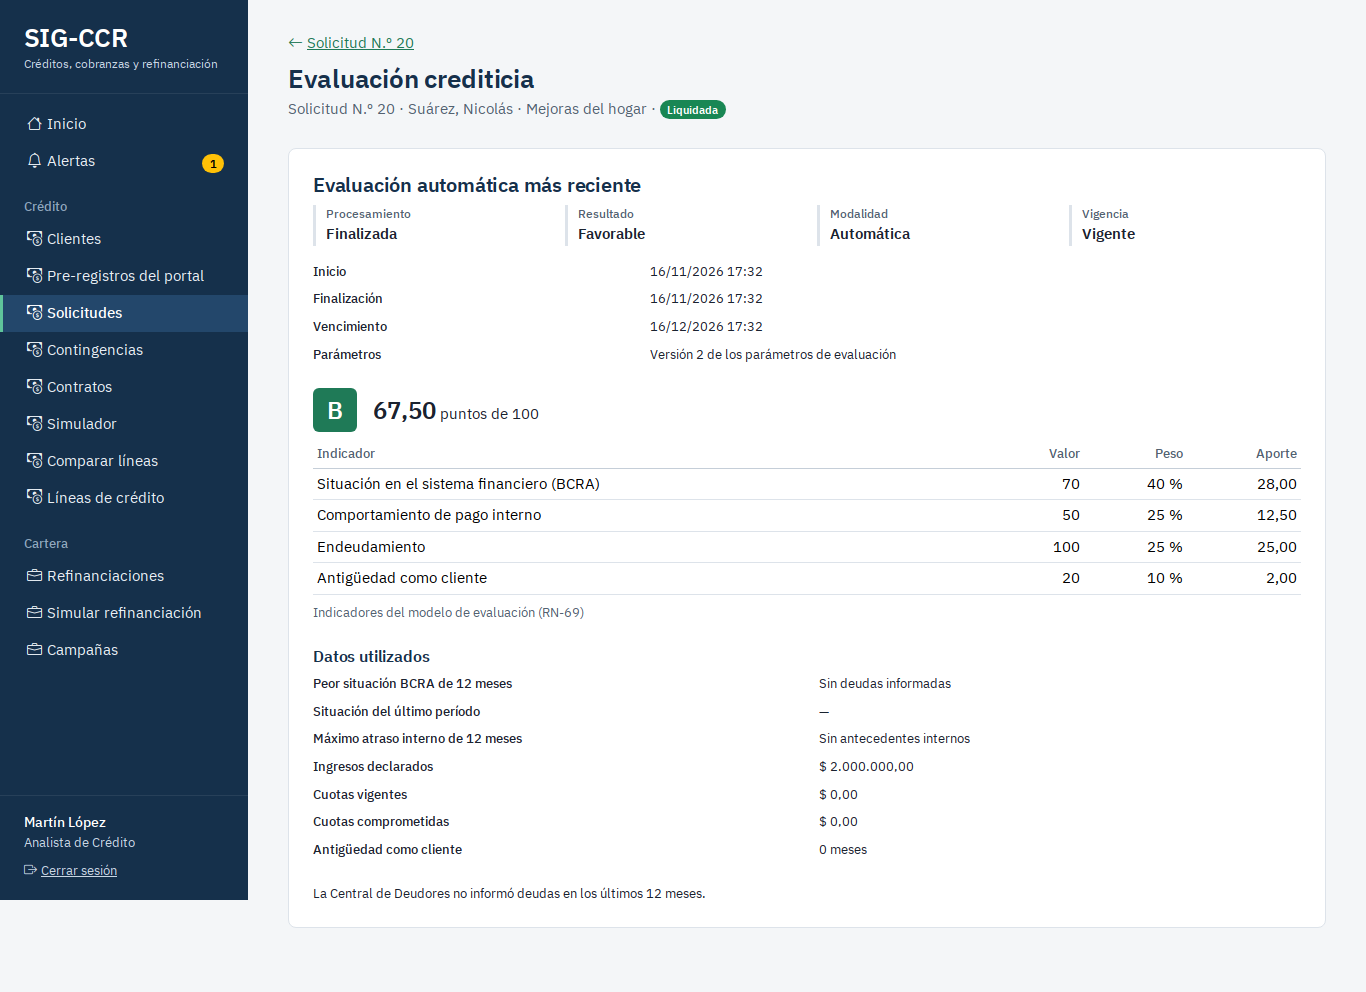 SIG-CCR
Créditos, cobranzas y refinanciación
Inicio
Alertas 1
Crédito
Clientes
Pre-registros del portal
Solicitudes
Contingencias
Contratos
Simulador
Comparar líneas
Líneas de crédito
Cartera
Refinanciaciones
Simular refinanciación
Campañas
Martín López
Analista de Crédito
Cerrar sesión
← Solicitud N.º 20
Evaluación crediticia
Solicitud N.º 20 · Suárez, Nicolás · Mejoras del hogar · Liquidada
Evaluación automática más reciente
Procesamiento Resultado Modalidad Vigencia
Finalizada Favorable Automática Vigente
Inicio 16/11/2026 17:32
Finalización 16/11/2026 17:32
Vencimiento 16/12/2026 17:32
Parámetros Versión 2 de los parámetros de evaluación
B 67,50 puntos de 100
Indicador Valor Peso Aporte
Situación en el sistema financiero (BCRA) 70 40 % 28,00
Comportamiento de pago interno 50 25 % 12,50
Endeudamiento 100 25 % 25,00
Antigüedad como cliente 20 10 % 2,00
Indicadores del modelo de evaluación (RN-69)
Datos utilizados
Peor situación BCRA de 12 meses Sin deudas informadas
Situación del último período —
Máximo atraso interno de 12 meses Sin antecedentes internos
Ingresos declarados $ 2.000.000,00
Cuotas vigentes $ 0,00
Cuotas comprometidas $ 0,00
Antigüedad como cliente 0 meses
La Central de Deudores no informó deudas en los últimos 12 meses.